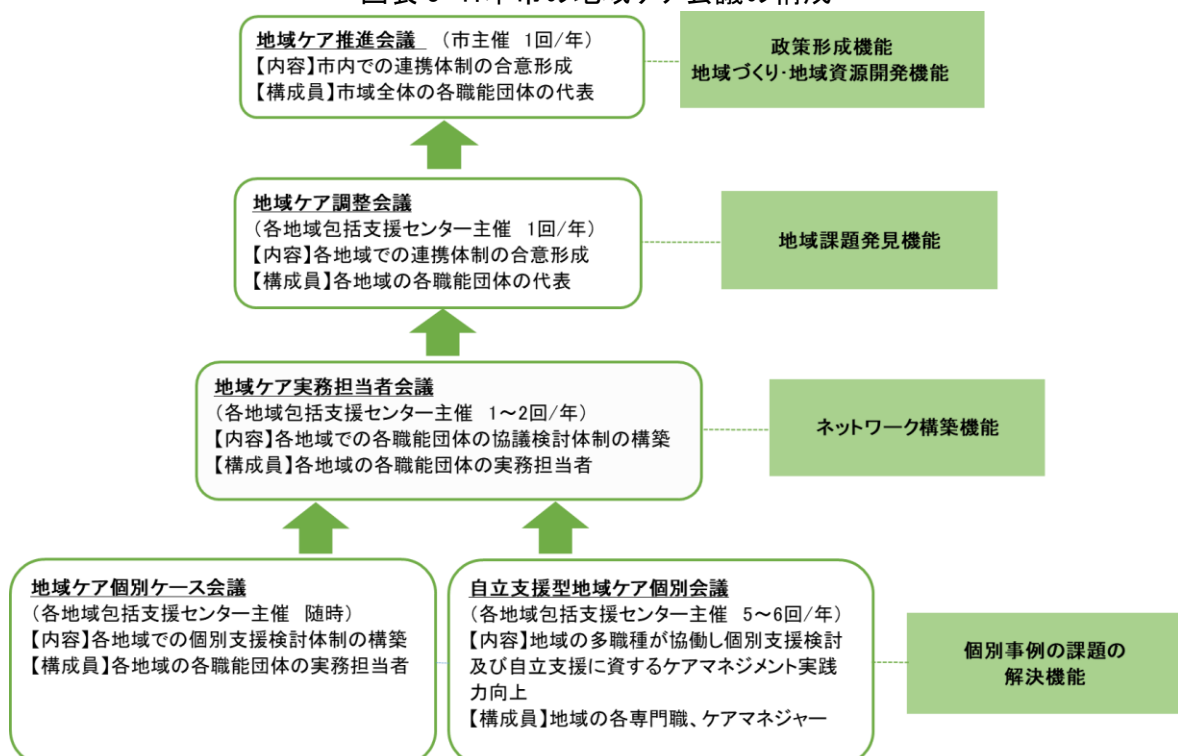 地域ケア推進会議 (市主催 1回/年)
【内容】市内での連携体制の合意形成
【構成員】市域全体の各職能団体の代表
政策形成機能
地域づくり・地域資源開発機能
地域ケア調整会議
(各地域包括支援センター主催 1回/年)
【内容】各地域での連携体制の合意形成
【構成員】各地域の各職能団体の代表
地域課題発見機能
地域ケア実務担当者会議
(各地域包括支援センター主催 1～2回/年)
【内容】各地域での各職能団体の協議検討体制の構築
【構成員】各地域の各職能団体の実務担当者
ネットワーク構築機能
地域ケア個別ケース会議
(各地域包括支援センター主催 随時)
【内容】各地域での個別支援検討体制の構築
【構成員】各地域の各職能団体の実務担当者
自立支援型地域ケア個別会議
(各地域包括支援センター主催 5～6回/年)
【内容】地域の多職種が協働し個別支援検討
及び自立支援に資するケアマネジメント実践
力向上
【構成員】地域の各専門職、ケアマネジャー
個別事例の課題の
解決機能